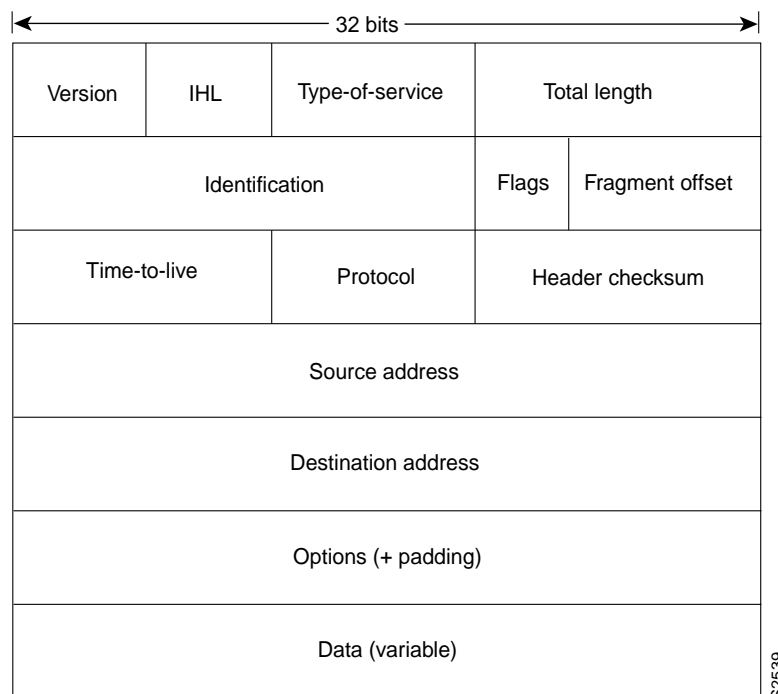 32 bits
Version IHL Type-of-service Total length
Identification Flags Fragment offset
Time-to-live Protocol Header checksum
Source address
Destination address
Options (+ padding)
Data (variable)